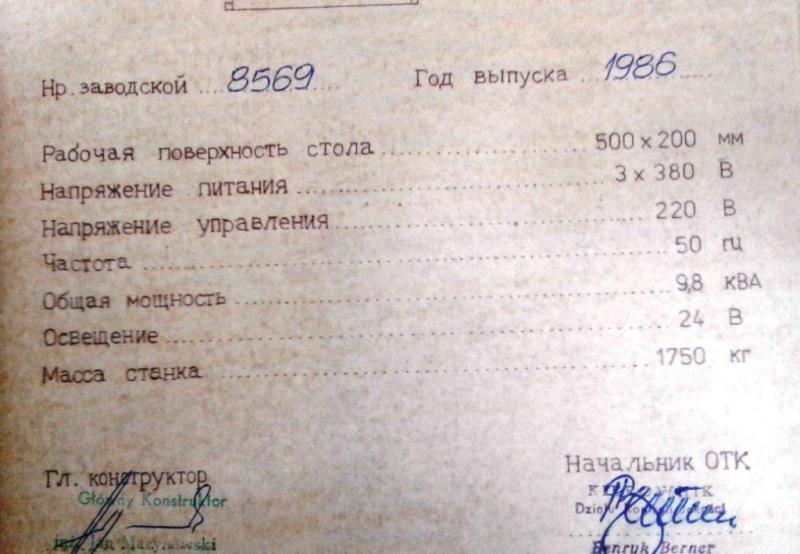 Нр. заводской 8569 Год выпуска 1986
Рабочая поверхность стола 500 x 200 мм
Напряжение питания 3 x 380 В
Напряжение управления 220 В
Частота 50 гц
Общая мощность 9,8 кВА
Освещение 24 В
Масса станка 1750 кг
Гл. конструктор Начальник ОТК
Główny Konstruktor
Henryk Berner